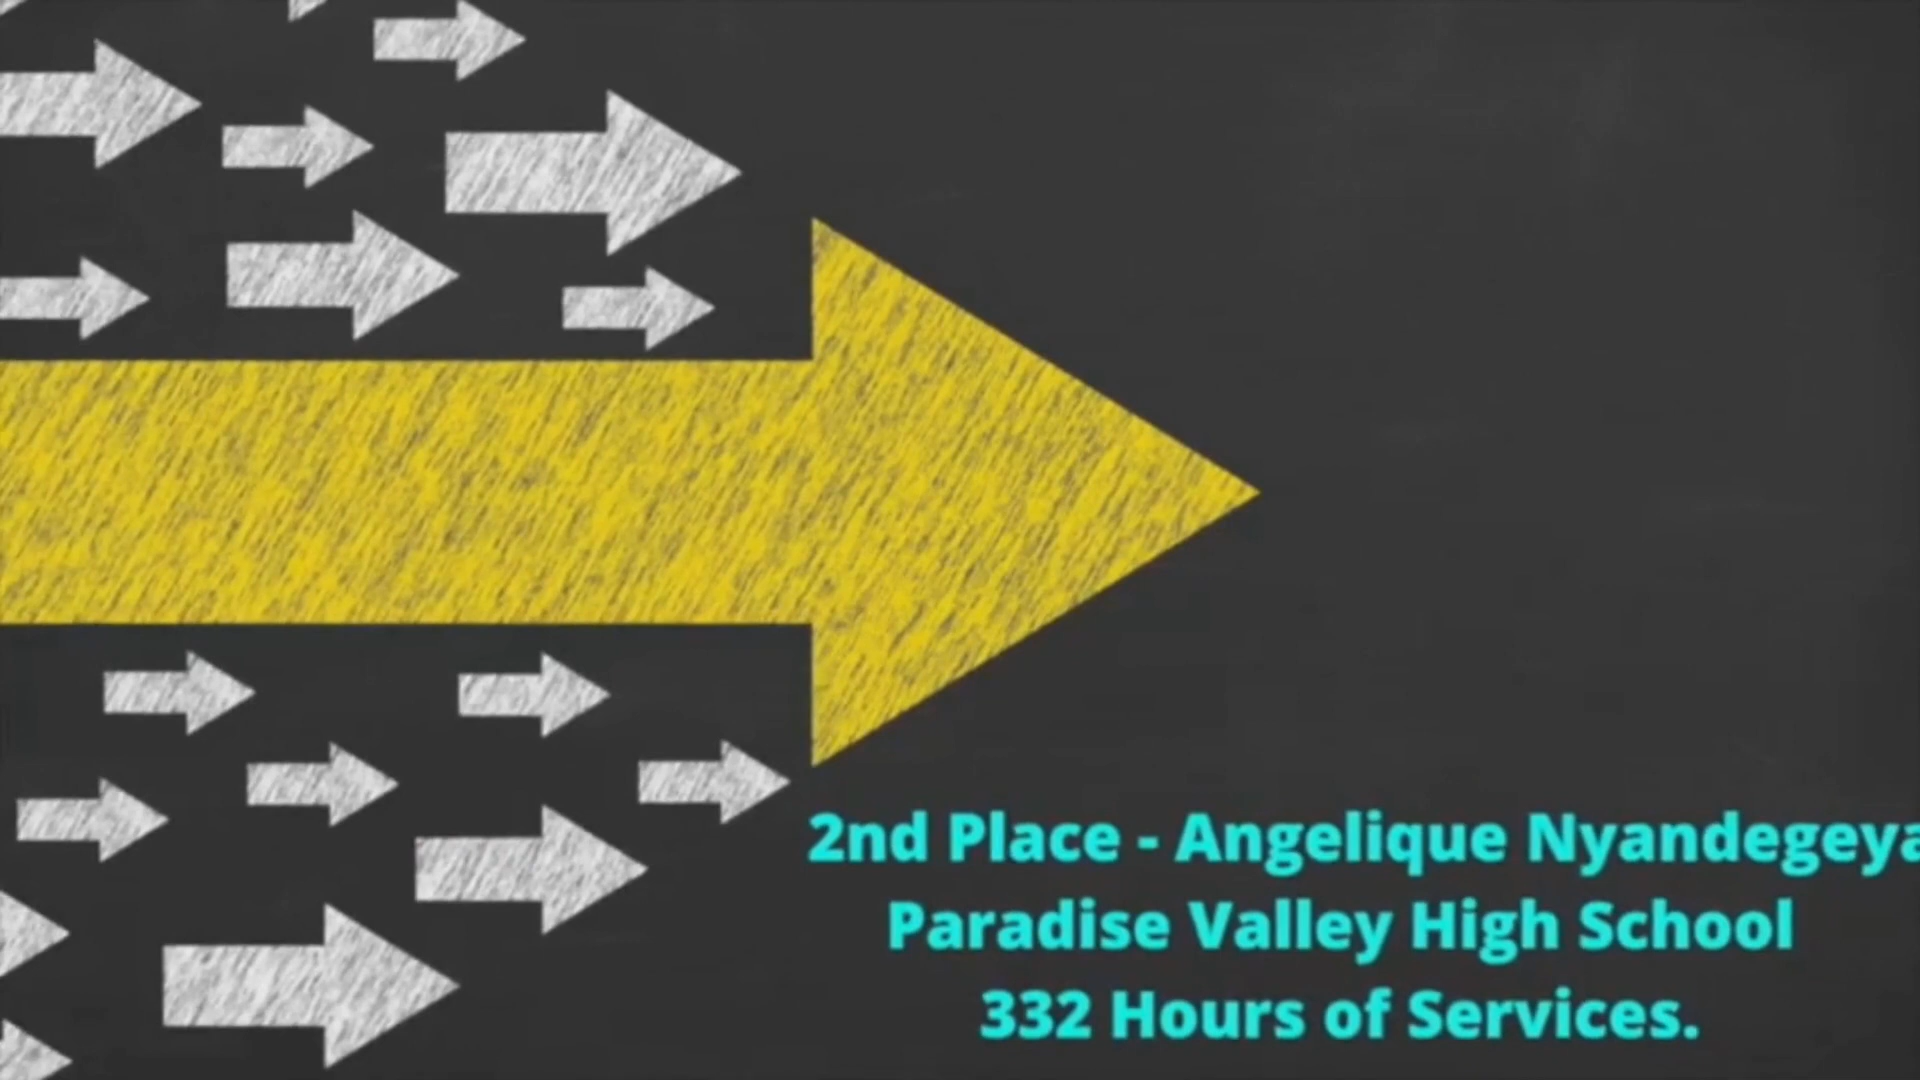 2nd Place - Angelique Nyandegeya
Paradise Valley High School
332 Hours of Services.